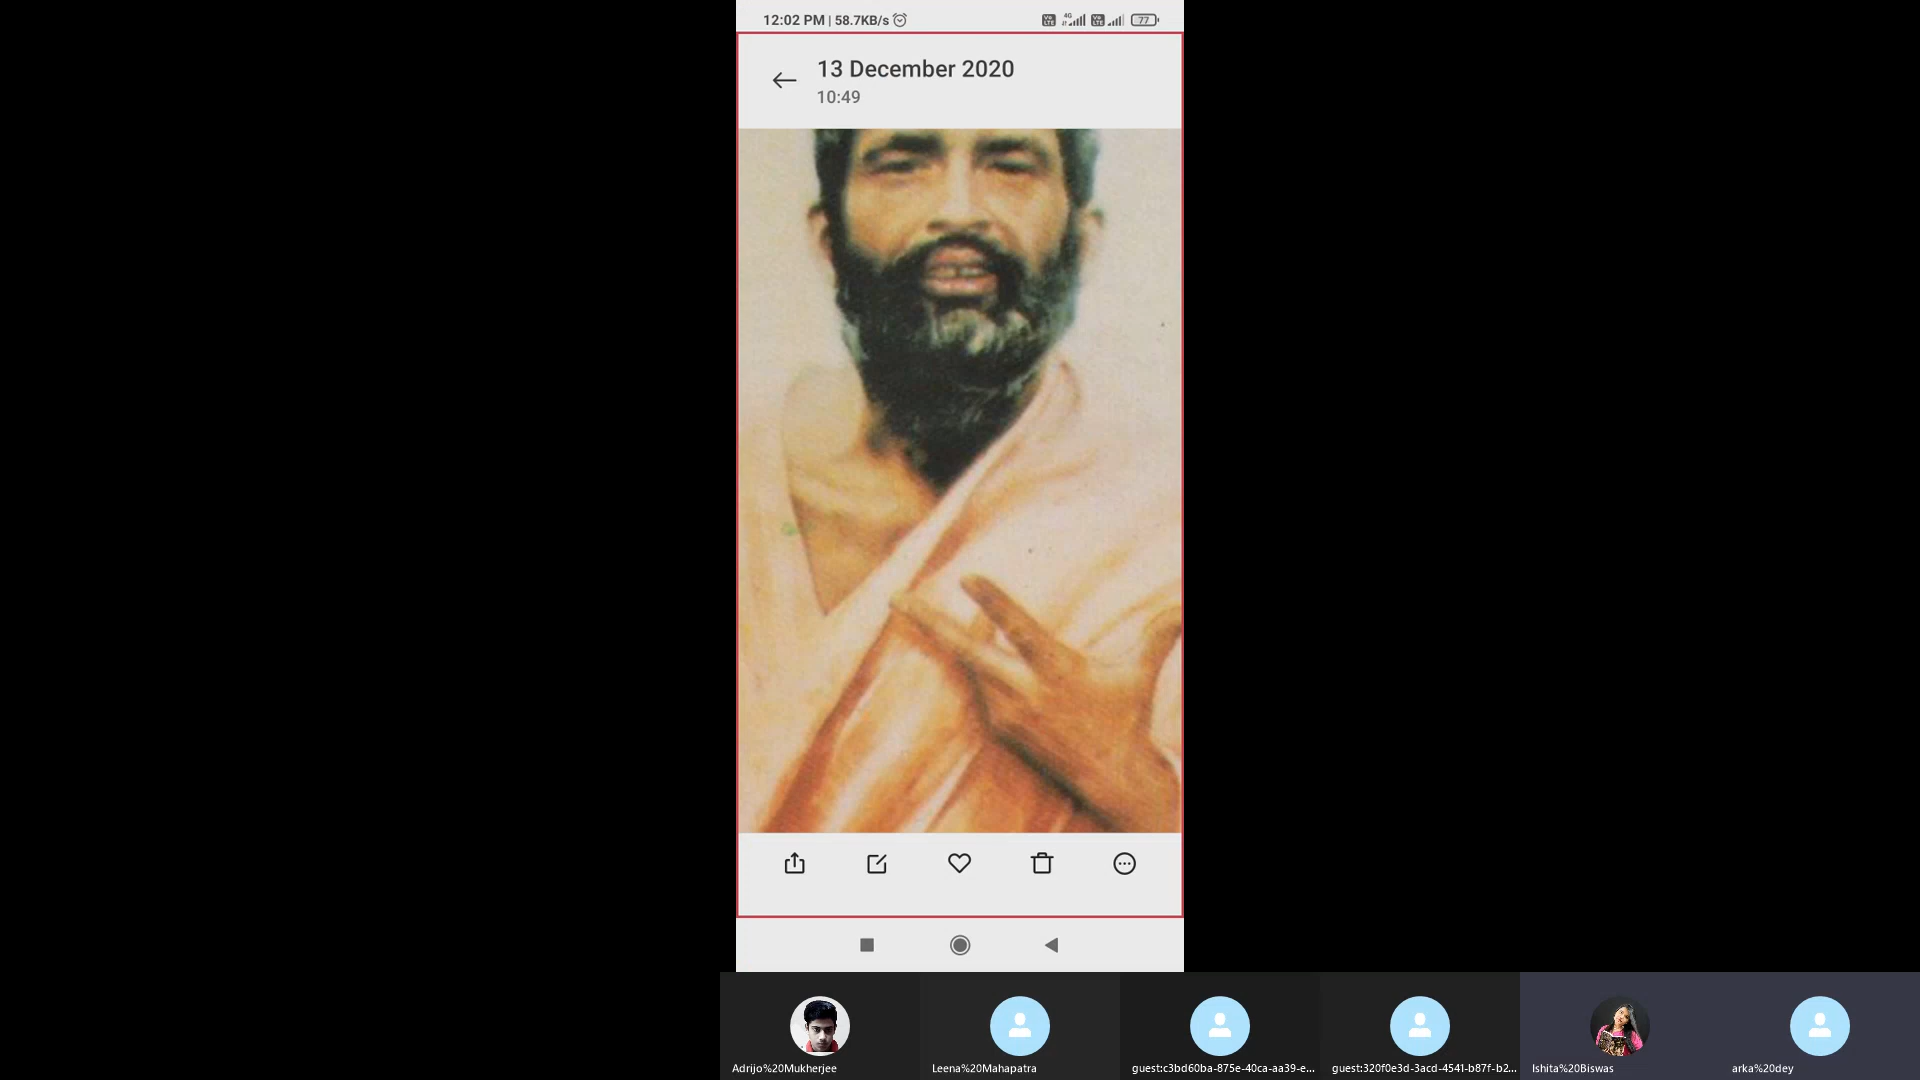 12:02 PM | 58.7KB/s
77
13 December 2020
10:49
Adrijo%20Mukherjee
Leena%20Mahapatra
guest:c3bd60ba-875e-40ca-aa39-e...
guest:320f0e3d-3acd-4541-b87f-b2...
Ishita%20Biswas
arka%20dey